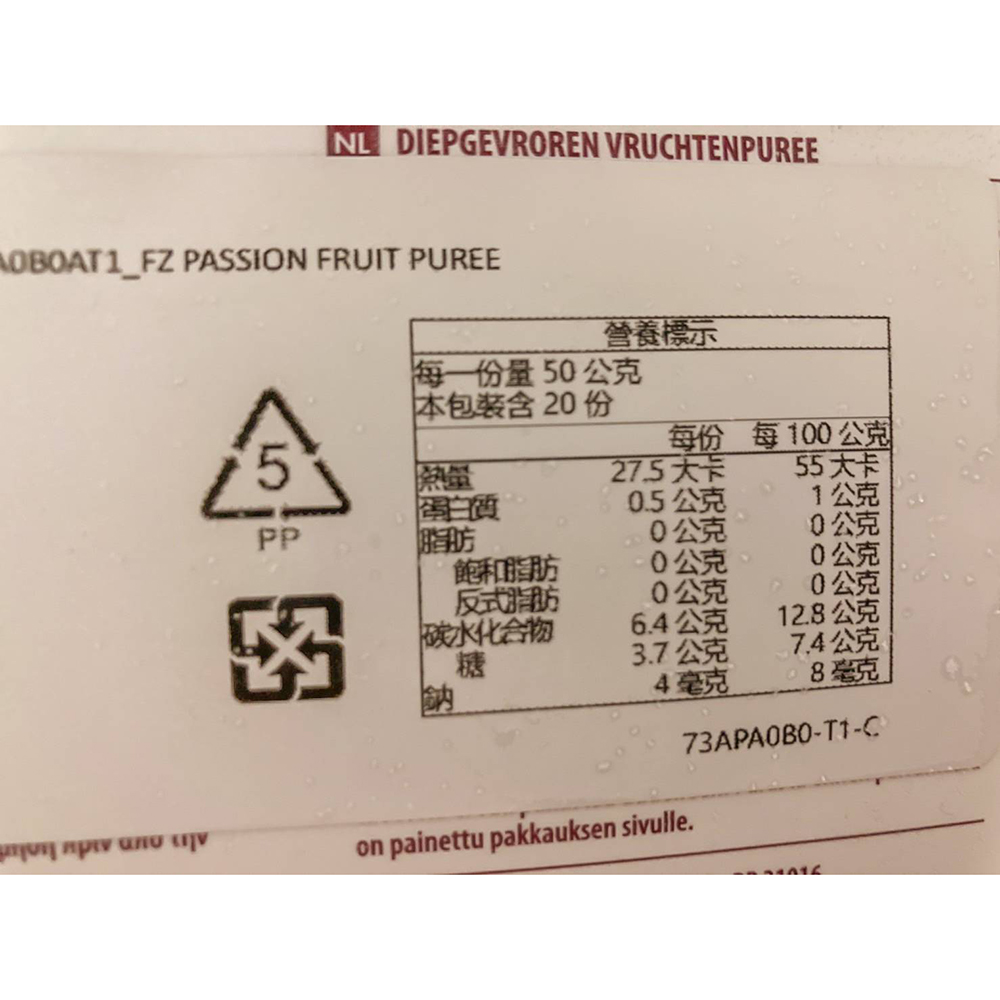 NL DIEPGEVROREN VRUCHTENPUREE
A0B0AT1_FZ PASSION FRUIT PUREE
營養標示
每一份量 50 公克
本包裝含 20 份
每份 每 100 公克
熱量 27.5 大卡 55 大卡
蛋白質 0.5 公克 1 公克
脂肪 0 公克 0 公克
飽和脂肪 0 公克 0 公克
反式脂肪 0 公克 0 公克
碳水化合物 6.4 公克 12.8 公克
糖 3.7 公克 7.4 公克
鈉 4 毫克 8 毫克
5
PP
73APA0B0-T1-C
on painettu pakkauksen sivulle.